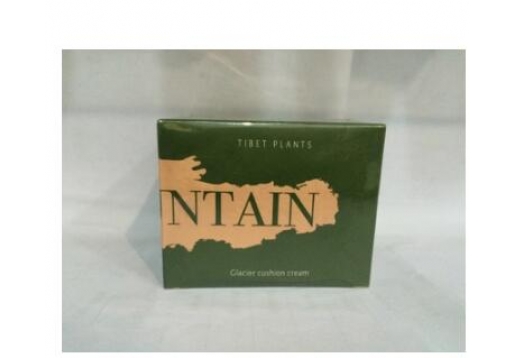 TIBET PLANTS
NTAIN
Glacier cushion cream